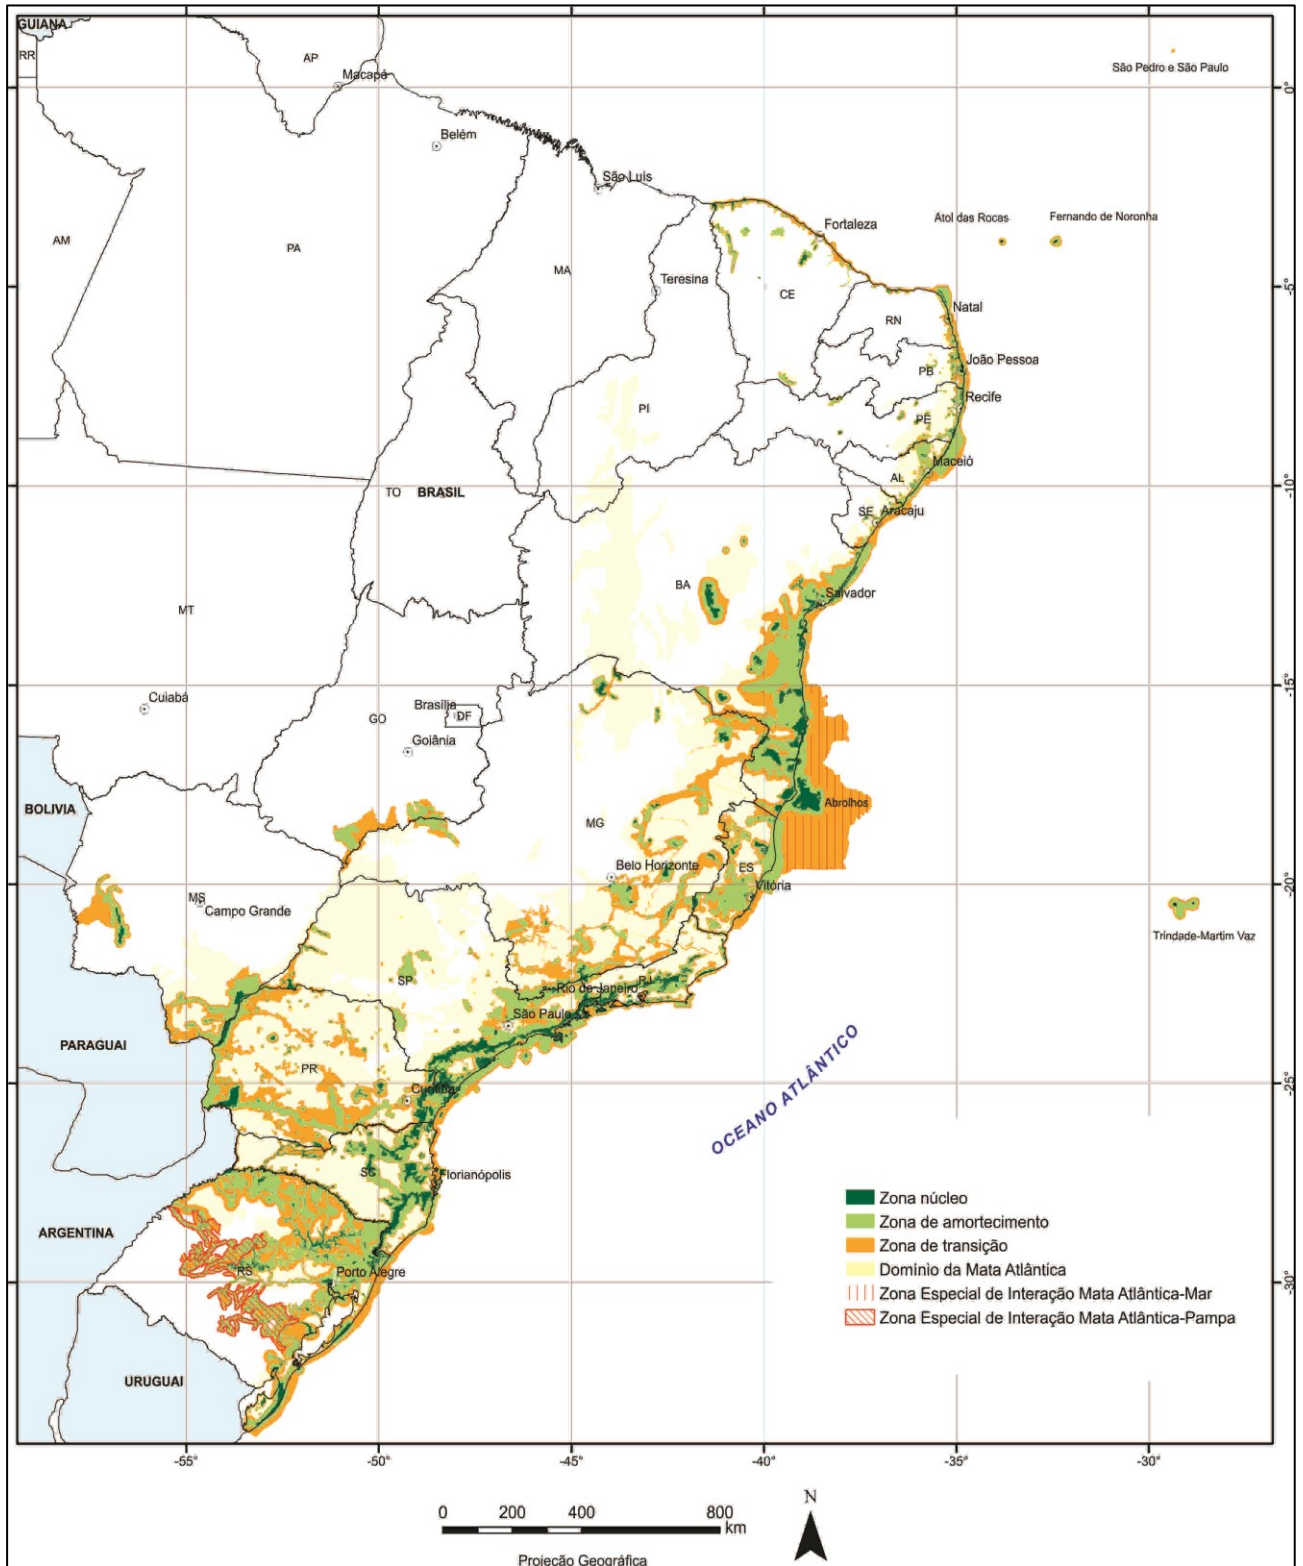 GUIANA
RR
AP
Macapá
São Pedro e São Paulo
0°
Belém
São Luis
Atol das Rocas
Fernando de Noronha
Fortaleza
AM
PA
MA
Teresina
CE
-5°
RN
Natal
João Pessoa
PB
Recife
PI
PE
Maceió
AL
TO
BRASIL
-10°
SE
Aracaju
BA
Salvador
MT
-15°
Cuiabá
Brasília
DF
GO
Goiânia
BOLIVIA
Abrolhos
MG
Belo Horizonte
ES
Vitória
-20°
MS
Campo Grande
Trindade-Martim Vaz
SP
RJ
Rio de Janeiro
São Paulo
PARAGUAI
OCEANO ATLÂNTICO
PR
-25°
Curitiba
SC
Florianópolis
Zona núcleo
Zona de amortecimento
ARGENTINA
Zona de transição
Domínio da Mata Atlântica
RS
Porto Alegre
-30°
Zona Especial de Interação Mata Atlântica-Mar
Zona Especial de Interação Mata Atlântica-Pampa
URUGUAI
-55°
-50°
-45°
-40°
-35°
-30°
0 200 400 800
km
N
Projeção Geográfica